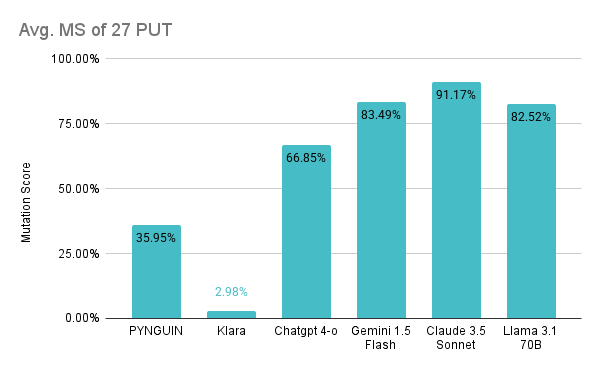 Avg. MS of 27 PUT
100.00%
75.00%
50.00%
25.00%
0.00%
Mutation Score
35.95%
2.98%
66.85%
83.49%
91.17%
82.52%
PYNGUIN
Klara
Chatgpt 4-o
Gemini 1.5
Flash
Claude 3.5
Sonnet
Llama 3.1
70B